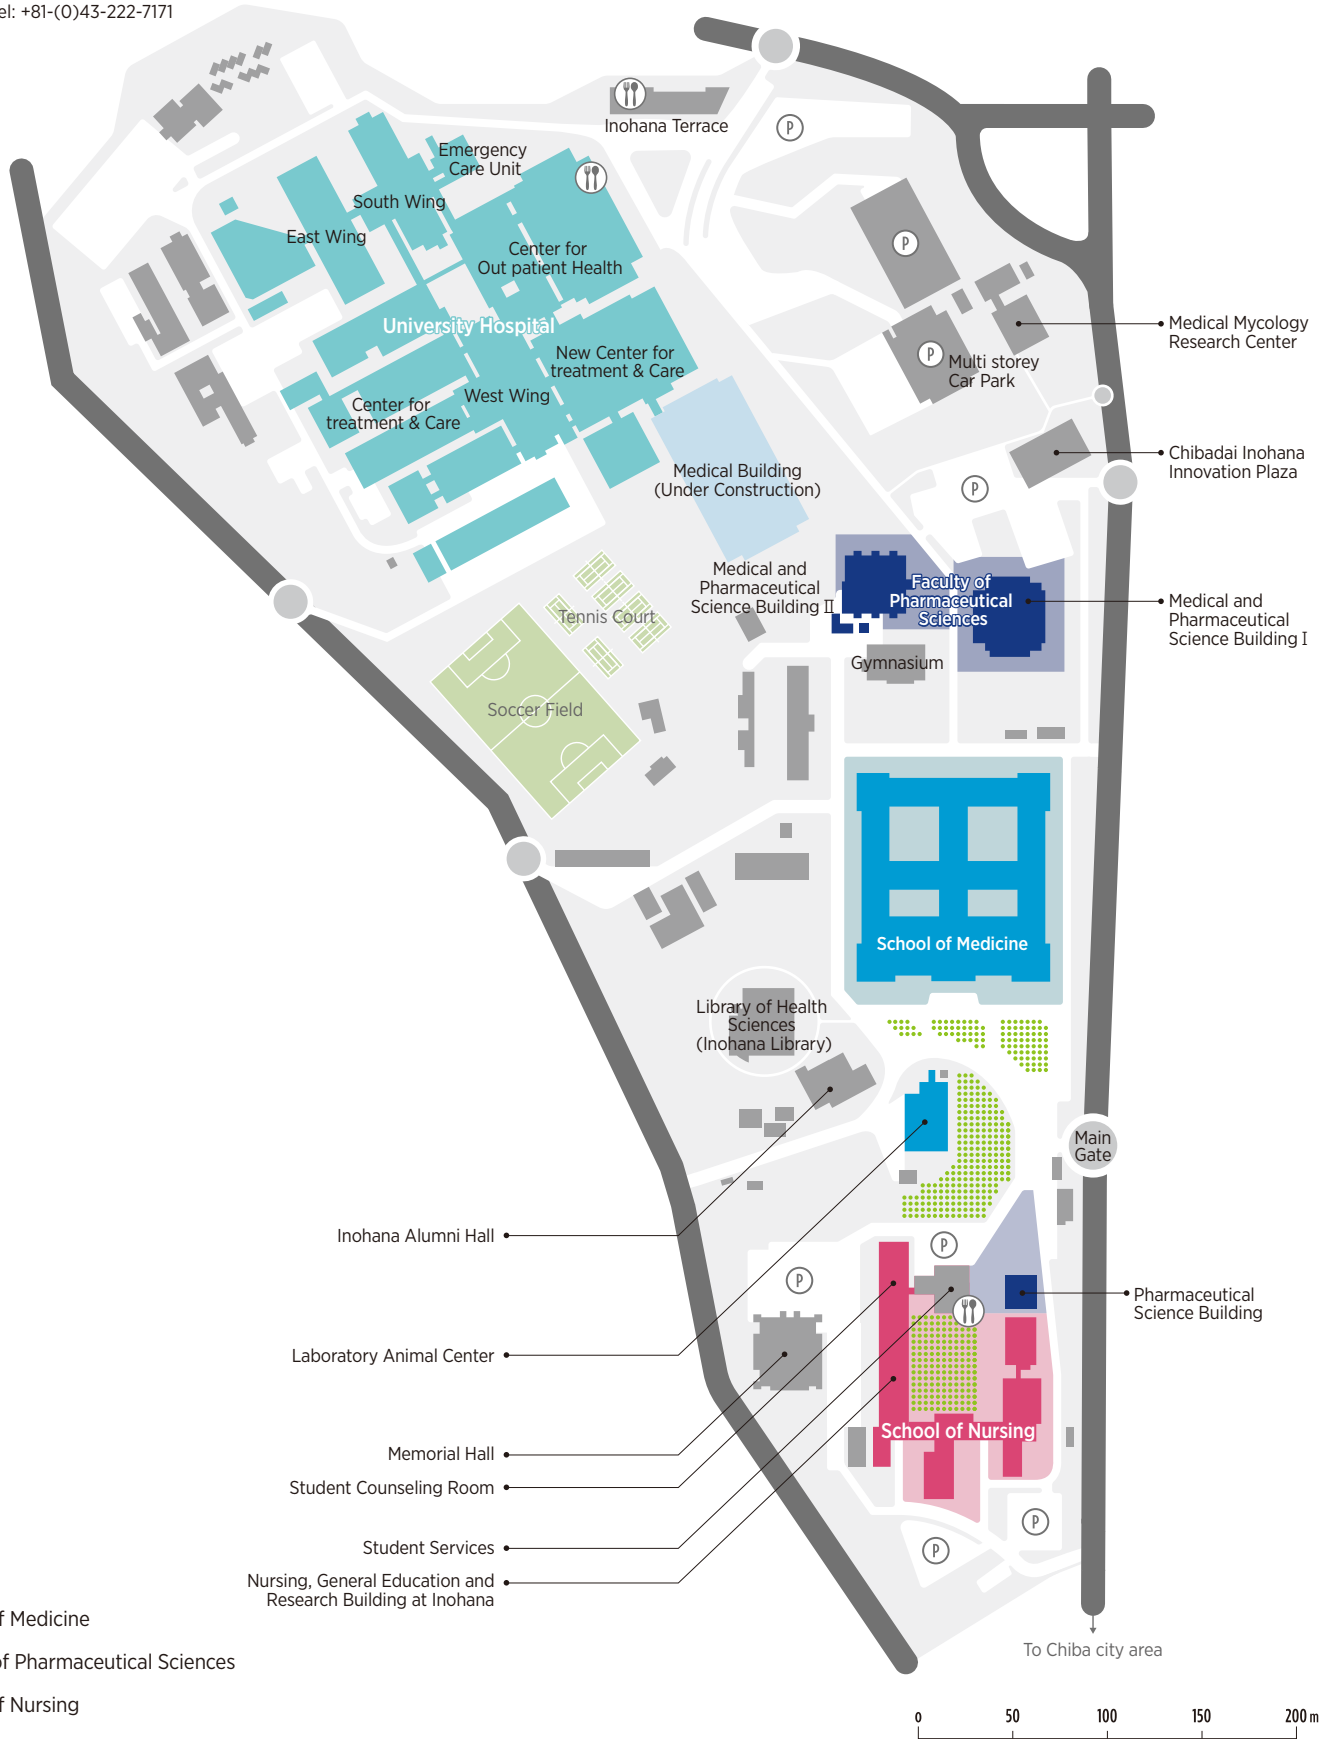 el: +81-(0)43-222-7171
Inohana Terrace
P
Emergency
Care Unit
South Wing
East Wing
Center for
Out patient Health
P
University Hospital
New Center for
treatment & Care
P
Multi storey
Car Park
Medical Mycology
Research Center
West Wing
Center for
treatment & Care
Medical Building
(Under Construction)
P
Chibadai Inohana
Innovation Plaza
Medical and
Pharmaceutical
Science Building II
Faculty of
Pharmaceutical
Sciences
Medical and
Pharmaceutical
Science Building I
Tennis Court
Gymnasium
Soccer Field
School of Medicine
Library of Health
Sciences
(Inohana Library)
Main
Gate
Inohana Alumni Hall
P
P
Pharmaceutical
Science Building
Laboratory Animal Center
School of Nursing
Memorial Hall
Student Counseling Room
P
Student Services
P
Nursing, General Education and
Research Building at Inohana
f Medicine
To Chiba city area
of Pharmaceutical Sciences
f Nursing
0 50 100 150 200 m